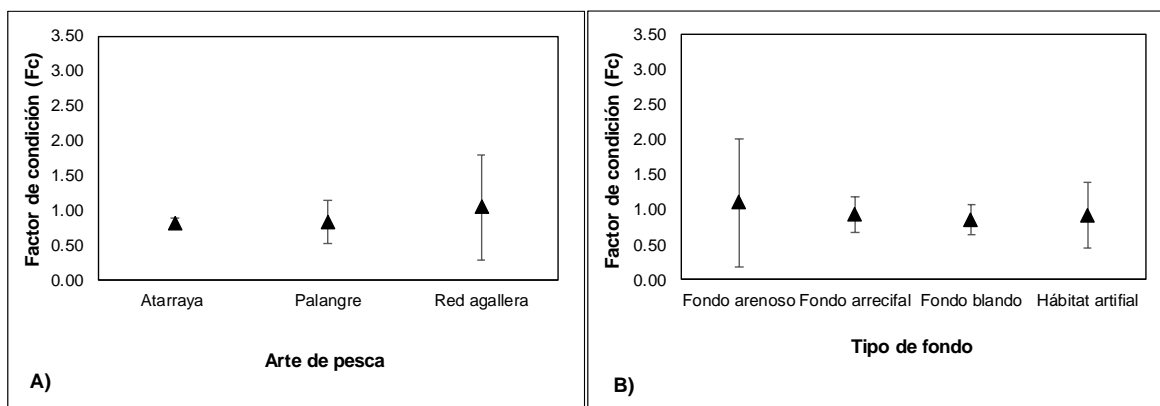 Factor de condición (Fc)
3.50
3.00
2.50
2.00
1.50
1.00
0.50
0.00
Atarraya Palangre Red agallera
Arte de pesca
A)
Factor de condición (Fc)
3.50
3.00
2.50
2.00
1.50
1.00
0.50
0.00
Fondo arenoso Fondo arrecifal Fondo blando Hábitat artifial
Tipo de fondo
B)